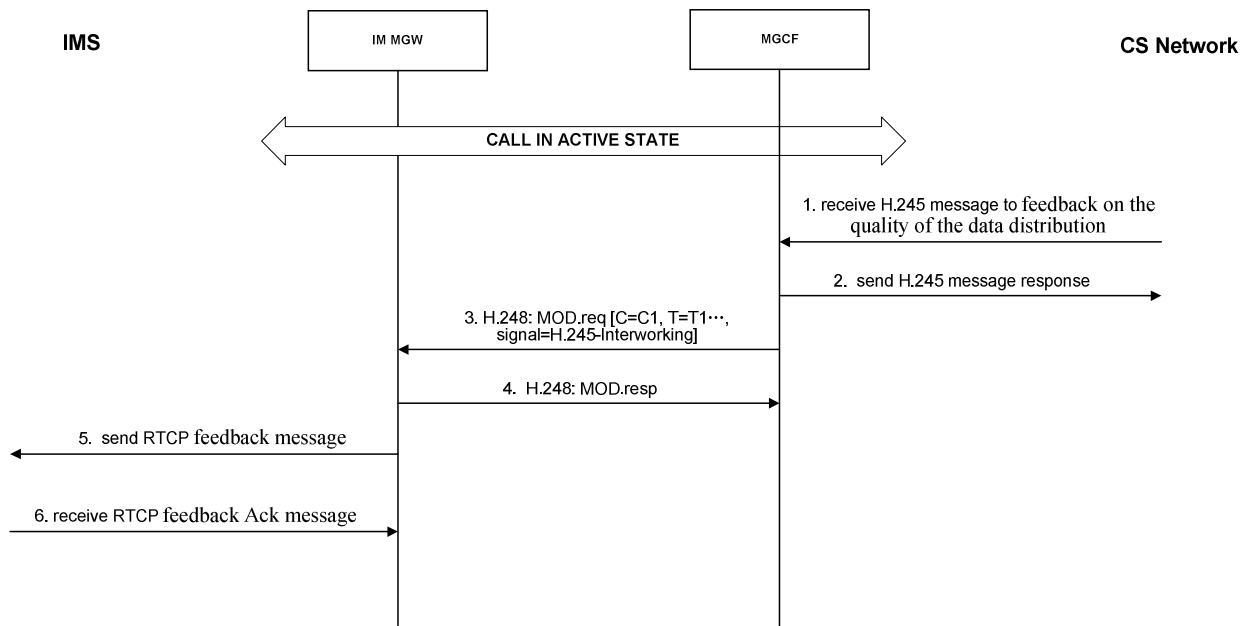 IMS
IM MGW
MGCF
CS Network
CALL IN ACTIVE STATE
1. receive H.245 message to feedback on the
quality of the data distribution
2. send H.245 message response
3. H.248: MOD.req [C=C1, T=T1⋯,
signal=H.245-Interworking]
4. H.248: MOD.resp
5. send RTCP feedback message
6. receive RTCP feedback Ack message